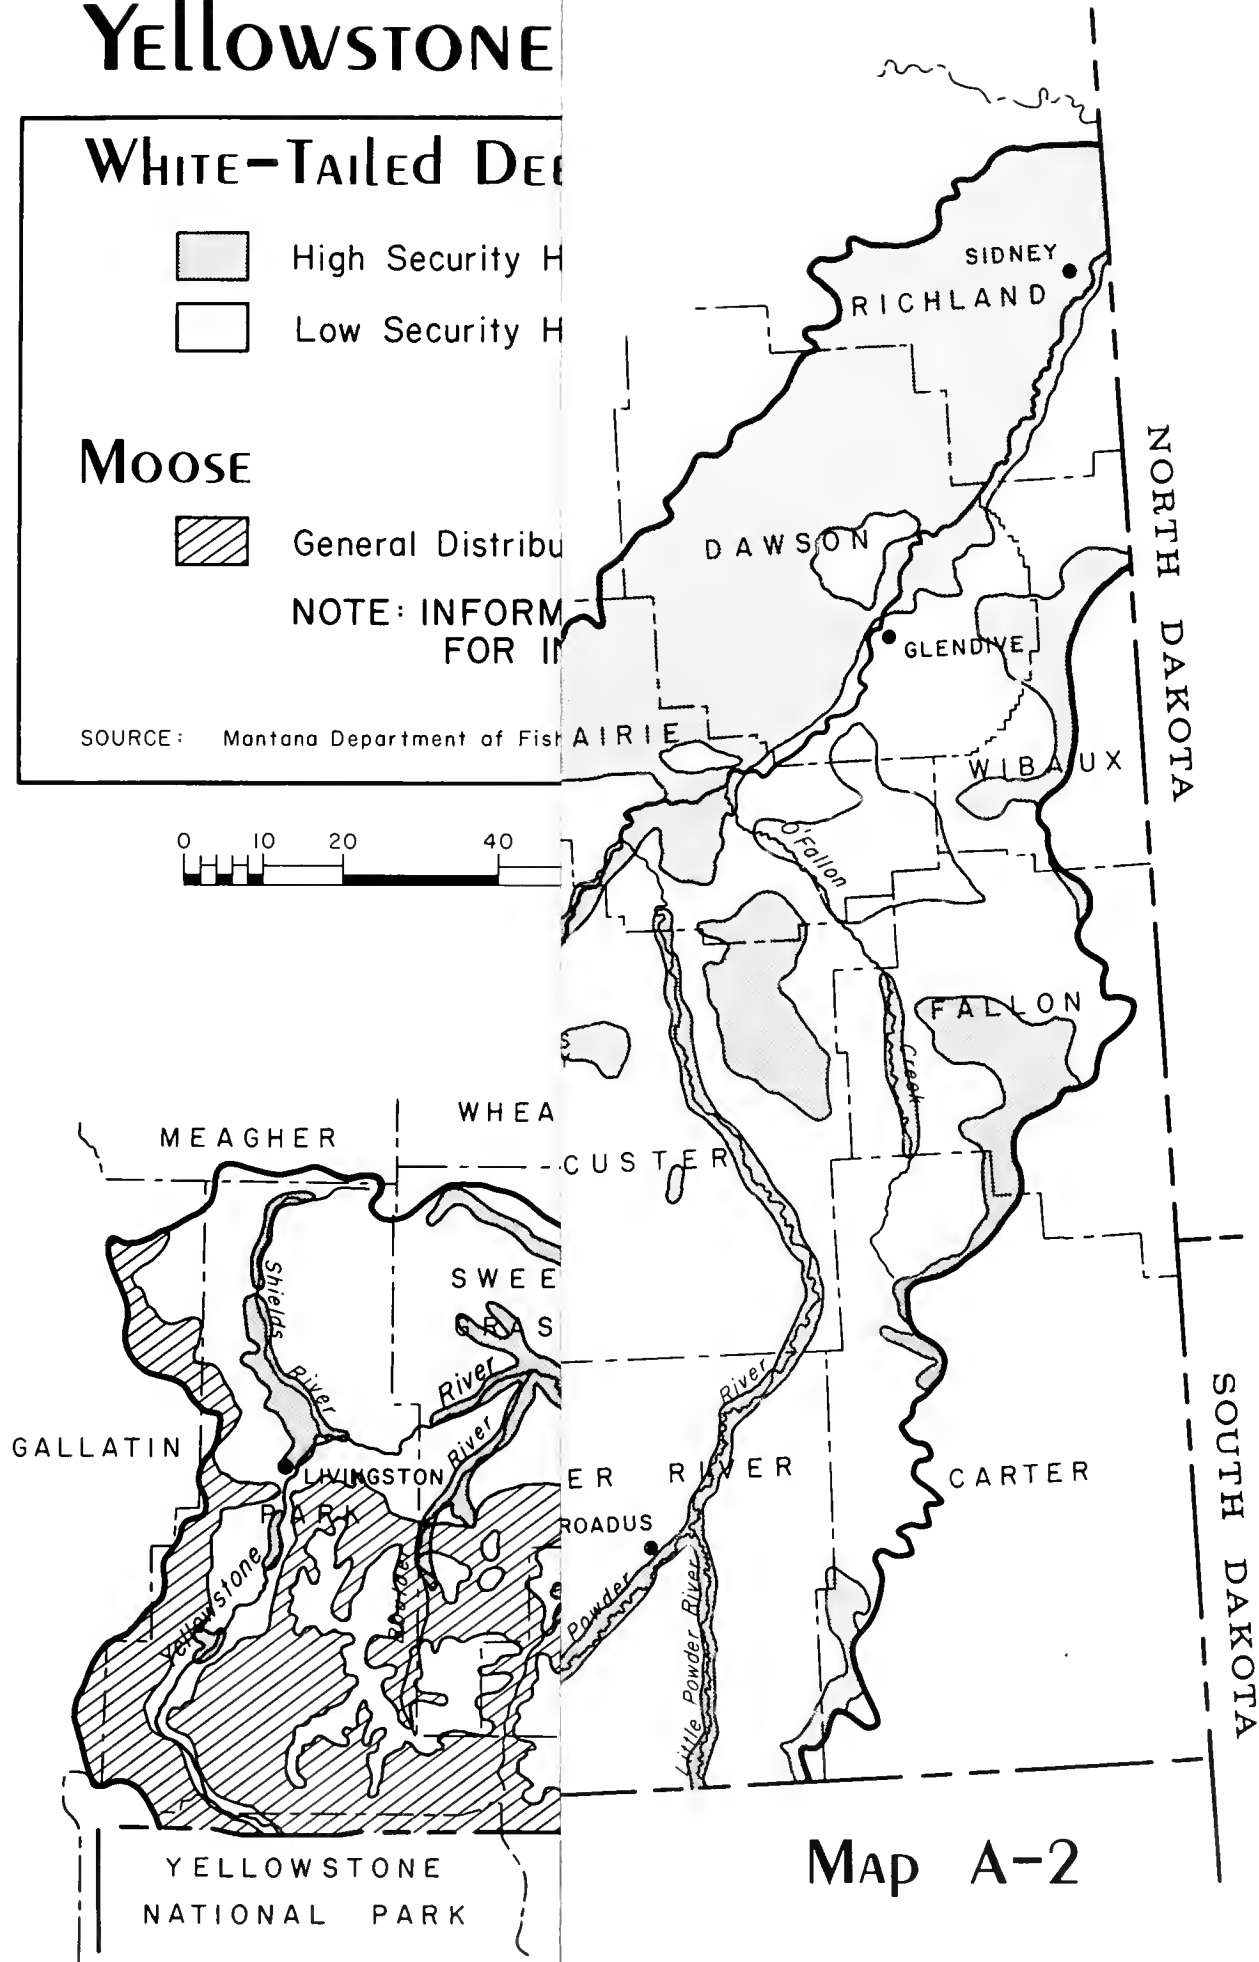 YEllOWSTONE
WHITE-TAILEd DEE
High Security H
Low Security H
MOOSE
General Distribu
NOTE: INFORM
FOR IN
SOURCE: Montana Department of Fish
0 10 20 40
SIDNEY
RICHLAND
DAWSON
GLENDIVE
AIRIE
WIBAUX
O'Fallon
Creek
FALLON
CUSTER
NORTH DAKOTA
SOUTH DAKOTA
MEAGHER
WHEA
SWEE
GRAS
Shields
River
River
River
GALLATIN
LIVINGSTON
PARK
Yellowstone
Boulder
River
ER RIVER
CARTER
ROADUS
Powder
Little Powder River
YELLOWSTONE
NATIONAL PARK
MAP A-2